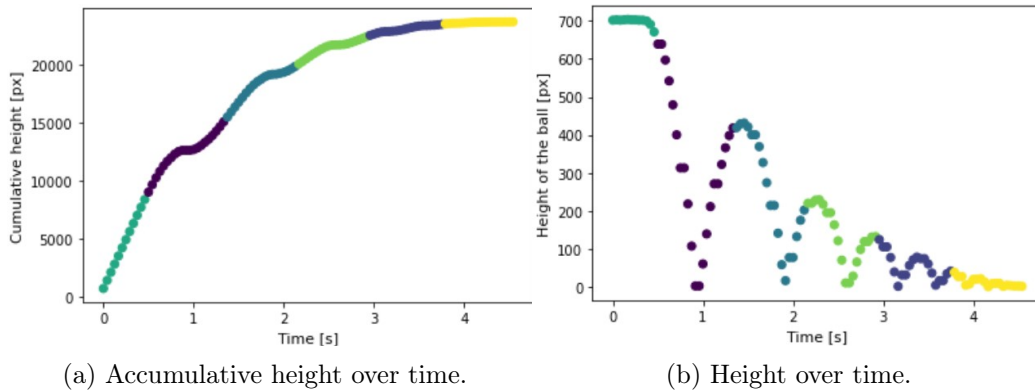 Cumulative height [px]
20000
15000
10000
5000
0
0 1 2 3 4
Time [s]
(a) Accumulative height over time.
Height of the ball [px]
700
600
500
400
300
200
100
0
0 1 2 3 4
Time [s]
(b) Height over time.